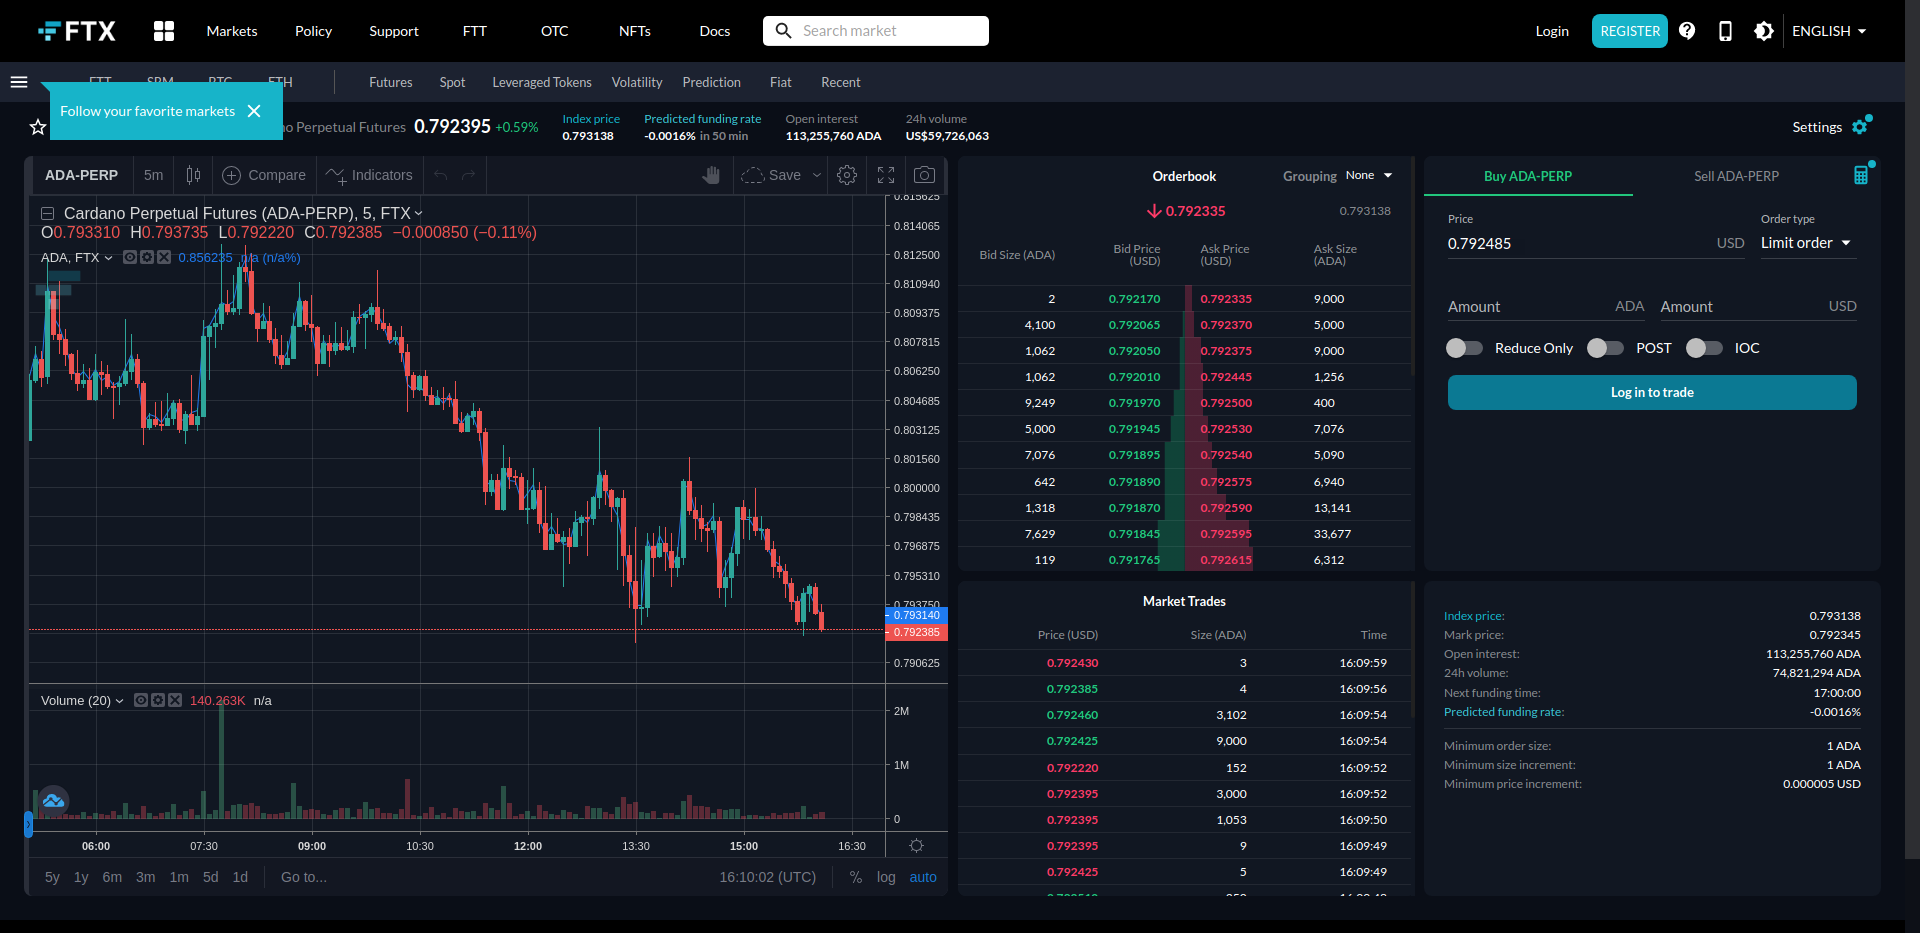 FTX Markets Policy Support FTT OTC NFTs Docs Search market Login REGISTER ENGLISH
Futures Spot Leveraged Tokens Volatility Prediction Fiat Recent
Follow your favorite markets
Perpetual Futures 0.792395 +0.59%
Index price
0.793138
Predicted funding rate
-0.0016% in 50 min
Open interest
113,255,760 ADA
24h volume
US$59,726,063
Settings
ADA-PERP 5m Compare Indicators Save
Cardano Perpetual Futures (ADA-PERP), 5, FTX
O0.793310 H0.793735 L0.792220 C0.792385 −0.000850 (−0.11%)
ADA, FTX 0.856235 n/a (n/a%)
0.815625
0.814065
0.812500
0.810940
0.809375
0.807815
0.806250
0.804685
0.803125
0.801560
0.800000
0.798435
0.796875
0.795310
0.793750
0.793140
0.792385
0.790625
Volume (20) 140.263K n/a
2M
1M
0
06:00 07:30 09:00 10:30 12:00 13:30 15:00 16:30
5y 1y 6m 3m 1m 5d 1d Go to... 16:10:02 (UTC) % log auto
Orderbook Grouping None
0.792335 0.793138
Bid Size (ADA) Bid Price (USD) Ask Price (USD) Ask Size (ADA)
2 0.792170 0.792335 9,000
4,100 0.792065 0.792370 5,000
1,062 0.792050 0.792375 9,000
1,062 0.792010 0.792445 1,256
9,249 0.791970 0.792500 400
5,000 0.791945 0.792530 7,076
7,076 0.791895 0.792540 5,090
642 0.791890 0.792575 6,940
1,318 0.791870 0.792590 13,141
7,629 0.791845 0.792595 33,677
119 0.791765 0.792615 6,312
Market Trades
Price (USD) Size (ADA) Time
0.792430 3 16:09:59
0.792385 4 16:09:56
0.792460 3,102 16:09:54
0.792425 9,000 16:09:54
0.792220 152 16:09:52
0.792395 3,000 16:09:52
0.792395 1,053 16:09:50
0.792395 9 16:09:49
0.792425 5 16:09:49
Buy ADA-PERP Sell ADA-PERP
Price Order type
0.792485 USD Limit order
Amount ADA Amount USD
Reduce Only POST IOC
Log in to trade
Index price: 0.793138
Mark price: 0.792345
Open interest: 113,255,760 ADA
24h volume: 74,821,294 ADA
Next funding time: 17:00:00
Predicted funding rate: -0.0016%
Minimum order size: 1 ADA
Minimum size increment: 1 ADA
Minimum price increment: 0.000005 USD